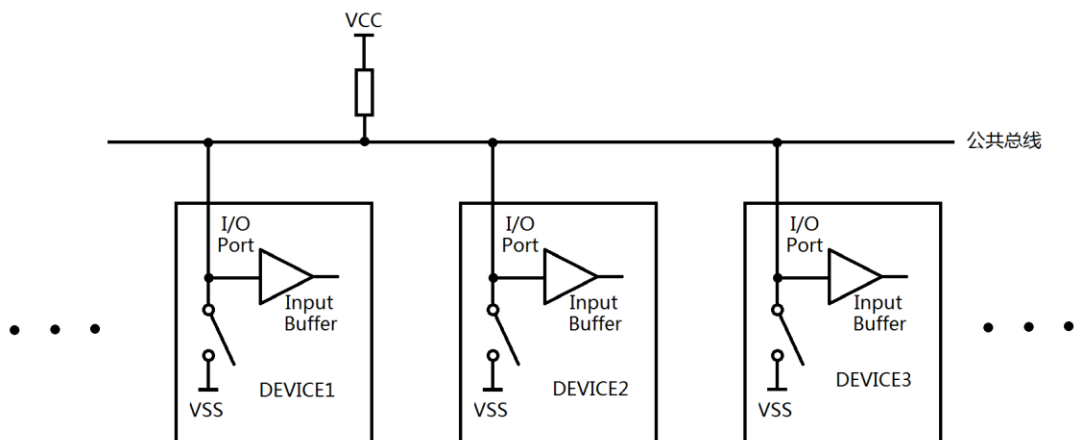 VCC
公共总线
I/O
Port
Input
Buffer
DEVICE1
VSS
I/O
Port
Input
Buffer
DEVICE2
VSS
I/O
Port
Input
Buffer
DEVICE3
VSS